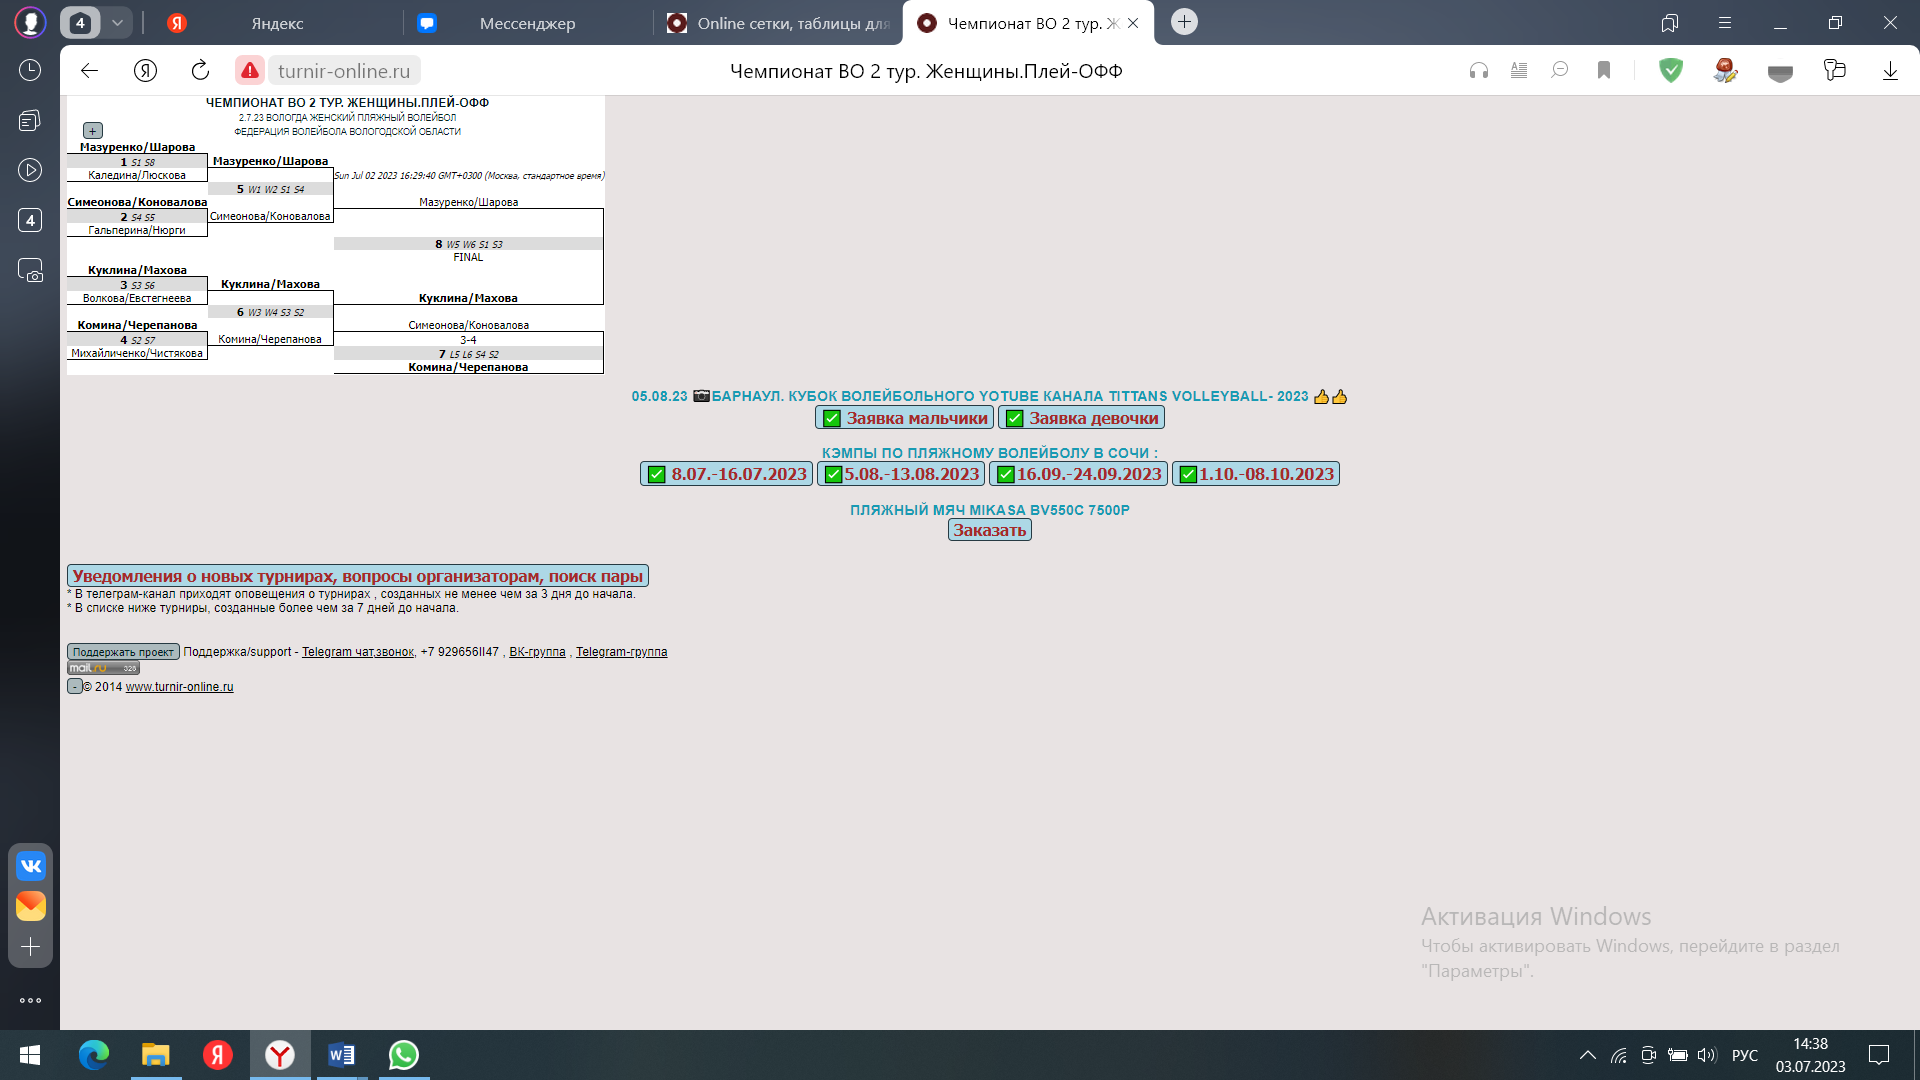 4
Яндекс
Мессенджер
Online сетки, таблицы для
Чемпионат ВО 2 тур. Ж
turnir-online.ru
Чемпионат ВО 2 тур. Женщины.Плей-ОФФ
4
ЧЕМПИОНАТ ВО 2 ТУР. ЖЕНЩИНЫ.ПЛЕЙ-ОФФ
2.7.23 ВОЛОГДА ЖЕНСКИЙ ПЛЯЖНЫЙ ВОЛЕЙБОЛ
+
ФЕДЕРАЦИЯ ВОЛЕЙБОЛА ВОЛОГОДСКОЙ ОБЛАСТИ
Мазуренко/Шарова
1 S1 S8
Мазуренко/Шарова
Каледина/Люскова
Sun Jul 02 2023 16:29:40 GMT+0300 (Москва, стандартное время)
5 W1 W2 S1 S4
Симеонова/Коновалова
Мазуренко/Шарова
2 S4 S5
Симеонова/Коновалова
Гальперина/Нюрги
8 W5 W6 S1 S3
FINAL
Куклина/Махова
3 S3 S6
Куклина/Махова
Волкова/Евстегнеева
Куклина/Махова
6 W3 W4 S3 S2
Комина/Черепанова
Симеонова/Коновалова
4 S2 S7
Комина/Черепанова
3-4
Михайличенко/Чистякова
7 L5 L6 S4 S2
Комина/Черепанова
05.08.23 📷БАРНАУЛ. КУБОК ВОЛЕЙБОЛЬНОГО YOTUBE КАНАЛА TITTANS VOLLEYBALL- 2023 👍👍
✅ Заявка мальчики ✅ Заявка девочки
КЭМПЫ ПО ПЛЯЖНОМУ ВОЛЕЙБОЛУ В СОЧИ :
✅ 8.07.-16.07.2023 ✅5.08.-13.08.2023 ✅16.09.-24.09.2023 ✅1.10.-08.10.2023
ПЛЯЖНЫЙ МЯЧ MIKASA BV550C 7500Р
Заказать
Уведомления о новых турнирах, вопросы организаторам, поиск пары
* В телеграм-канал приходят оповещения о турнирах , созданных не менее чем за 3 дня до начала.
* В списке ниже турниры, созданные более чем за 7 дней до начала.
Поддержать проект Поддержка/support - Telegram чат,звонок, +7 929656II47 , ВК-группа , Telegram-группа
mail.ru 326
- © 2014 www.turnir-online.ru
Активация Windows
Чтобы активировать Windows, перейдите в раздел
"Параметры".
РУС
14:38
03.07.2023